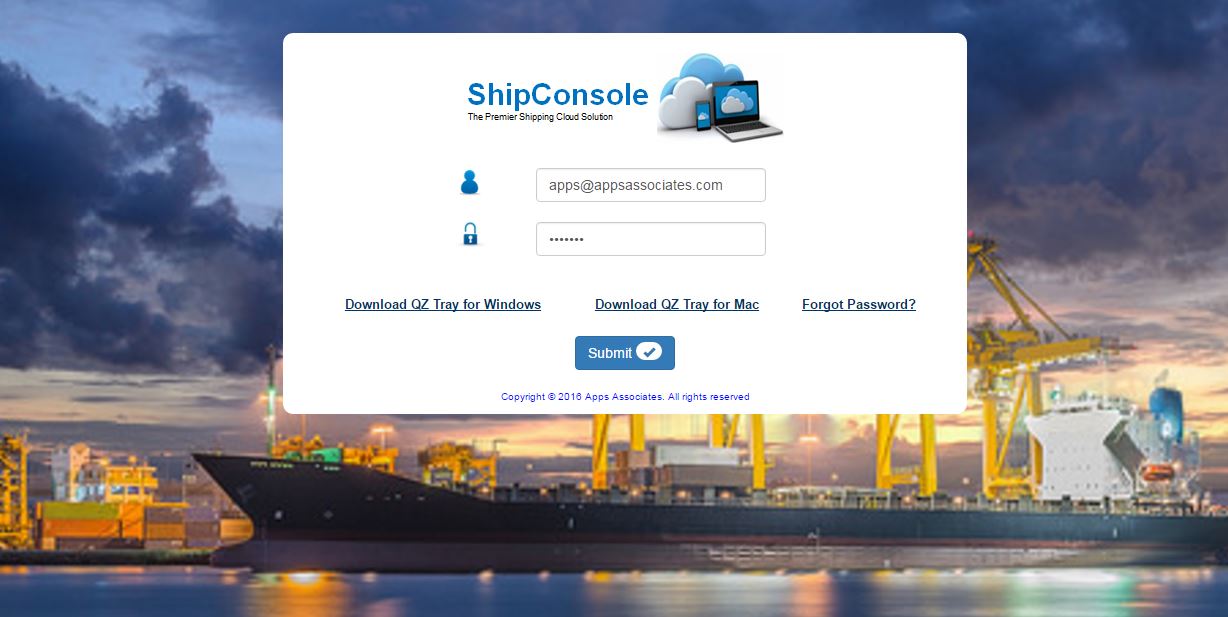 ShipConsole
The Premier Shipping Cloud Solution
apps@appsassociates.com
•••••••
Download QZ Tray for Windows Download QZ Tray for Mac Forgot Password?
Submit
Copyright © 2016 Apps Associates. All rights reserved